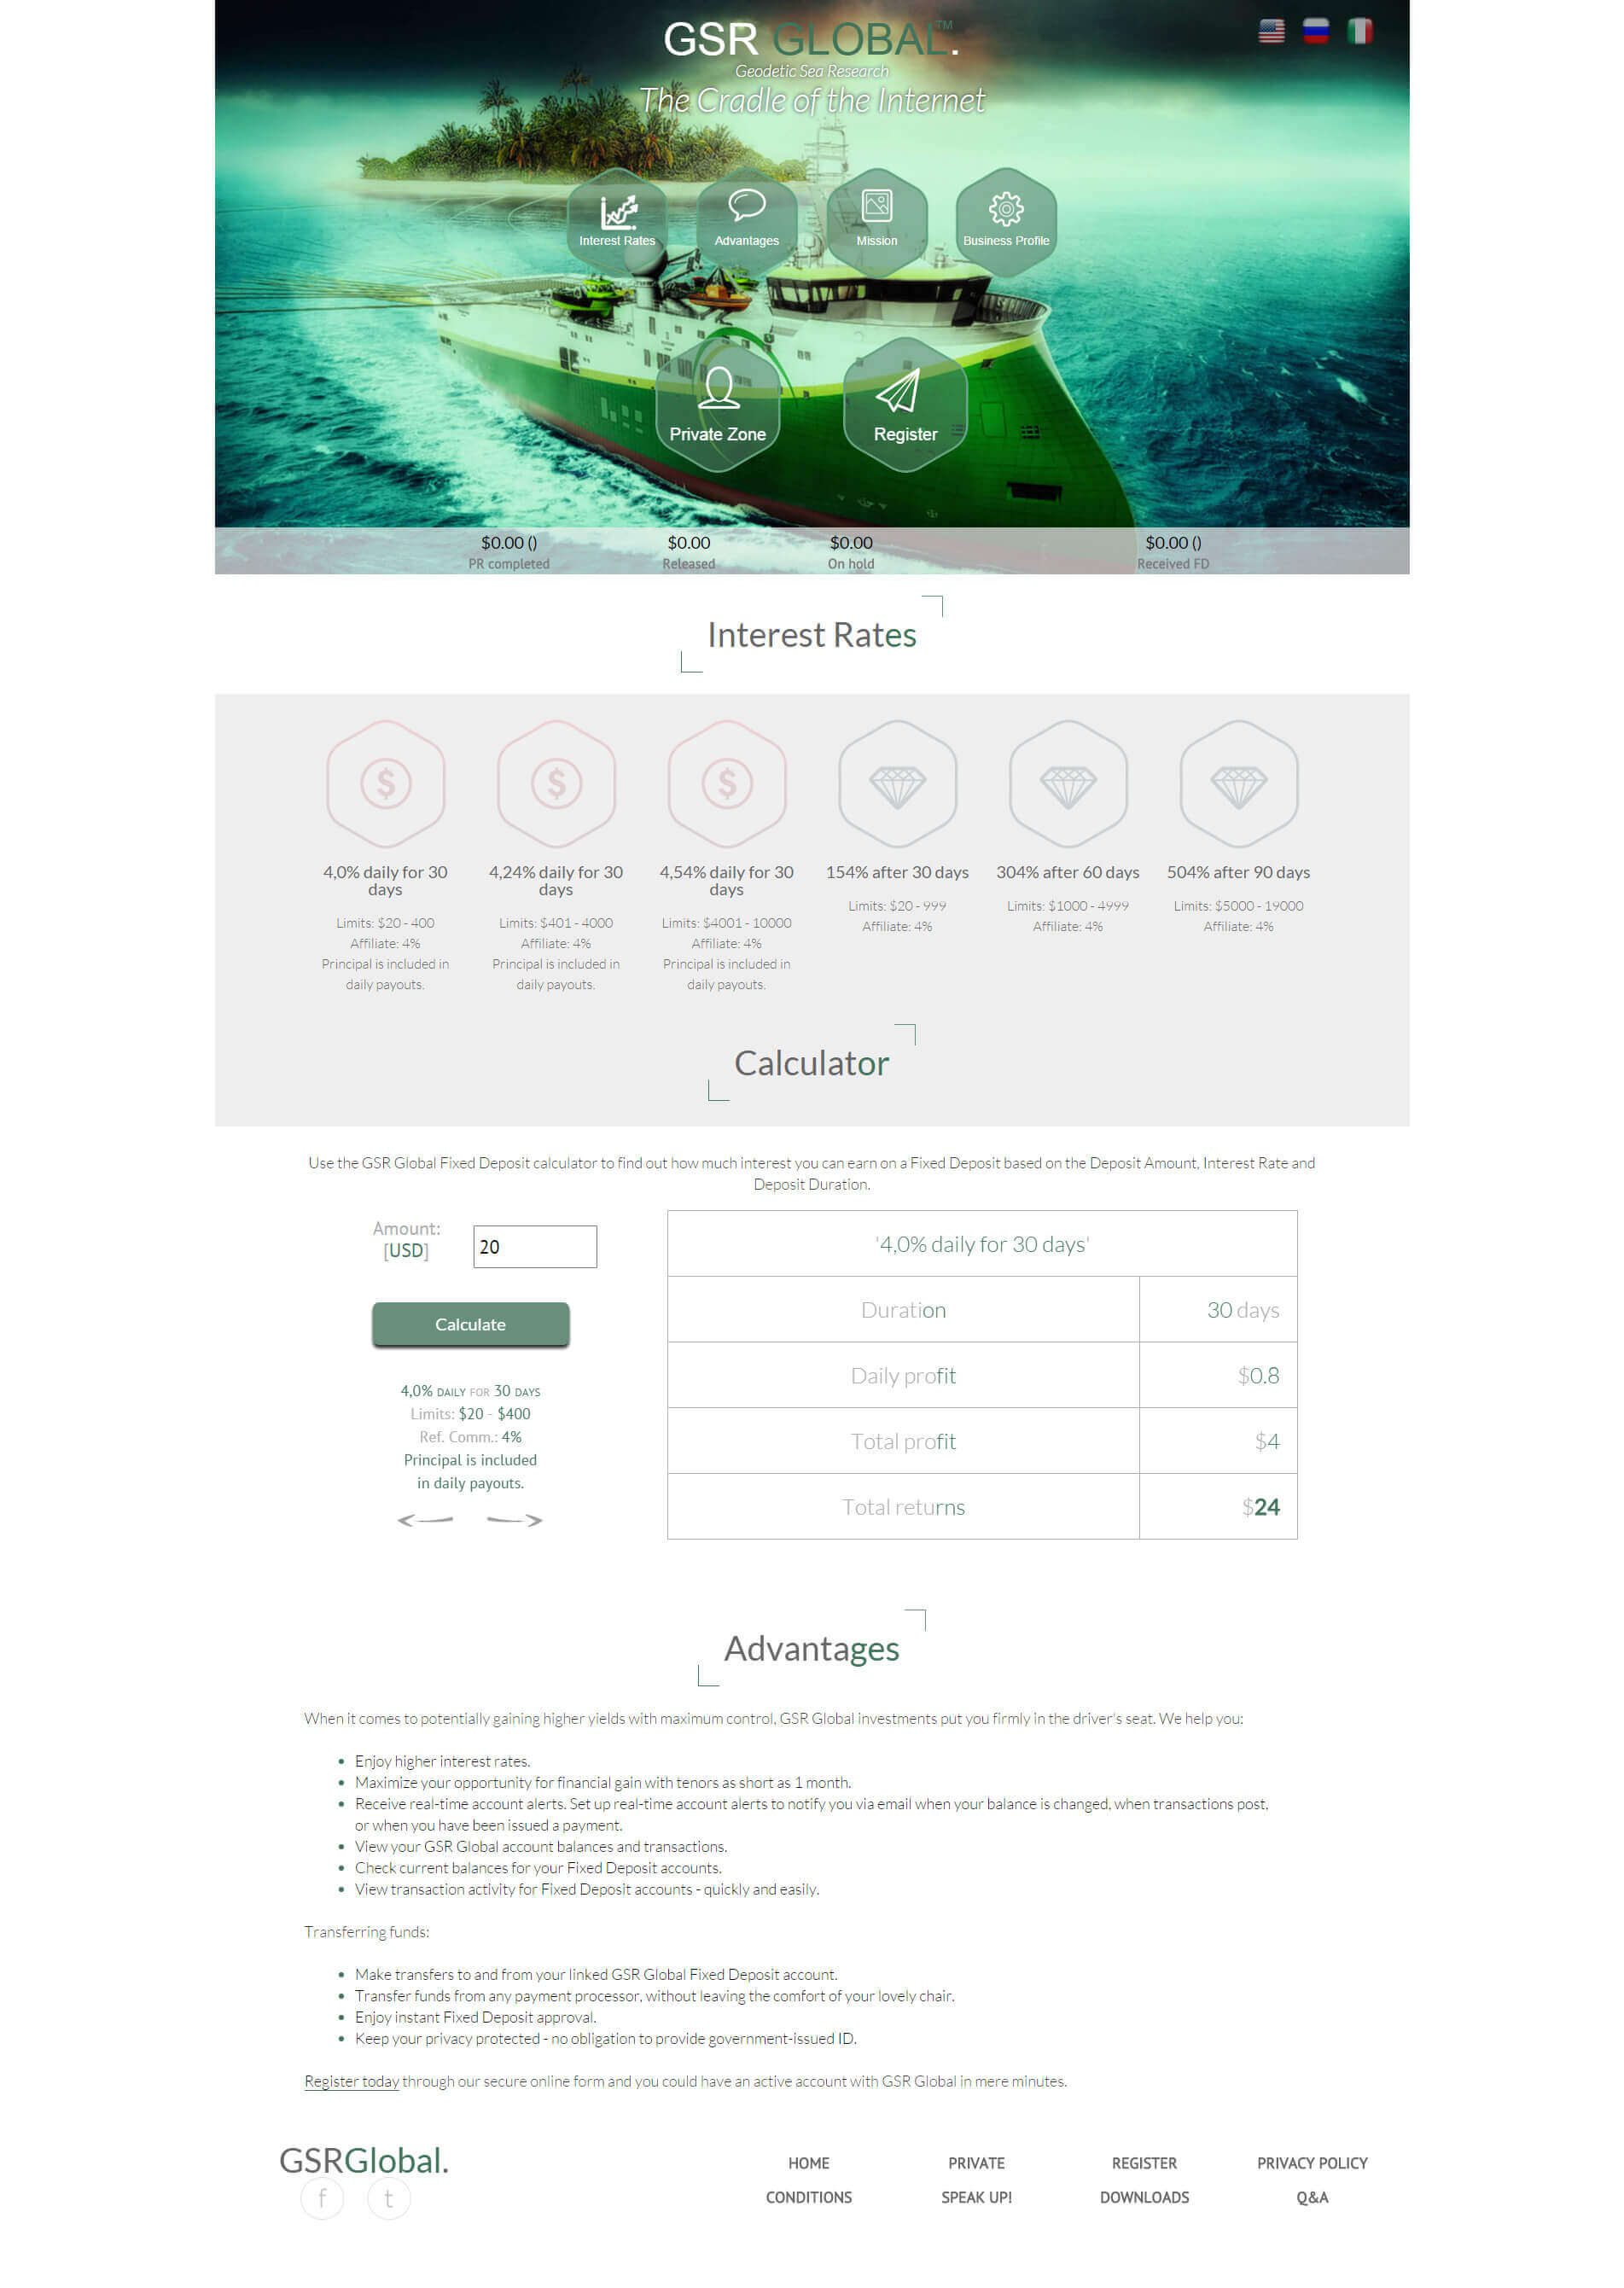 GSR GLOBAL™.
Geodetic Sea Research
The Cradle of the Internet
Interest Rates
Advantages
Mission
Business Profile
Private Zone
Register
$0.00 ()
PR completed
$0.00
Released
$0.00
On hold
$0.00 ()
Received FD
Interest Rates
4,0% daily for 30
days
Limits: $20 - 400
Affiliate: 4%
Principal is included in
daily payouts.
4,24% daily for 30
days
Limits: $401 - 4000
Affiliate: 4%
Principal is included in
daily payouts.
4,54% daily for 30
days
Limits: $4001 - 10000
Affiliate: 4%
Principal is included in
daily payouts.
154% after 30 days
Limits: $20 - 999
Affiliate: 4%
304% after 60 days
Limits: $1000 - 4999
Affiliate: 4%
504% after 90 days
Limits: $5000 - 19000
Affiliate: 4%
Calculator
Use the GSR Global Fixed Deposit calculator to find out how much interest you can earn on a Fixed Deposit based on the Deposit Amount, Interest Rate and
Deposit Duration.
Amount:
[USD]
20
Calculate
4,0% DAILY FOR 30 DAYS
Limits: $20 - $400
Ref. Comm.: 4%
Principal is included
in daily payouts.
'4,0% daily for 30 days'
Duration 30 days
Daily profit $0.8
Total profit $4
Total returns $24
Advantages
When it comes to potentially gaining higher yields with maximum control, GSR Global investments put you firmly in the driver's seat. We help you:
• Enjoy higher interest rates.
• Maximize your opportunity for financial gain with tenors as short as 1 month.
• Receive real-time account alerts. Set up real-time account alerts to notify you via email when your balance is changed, when transactions post,
or when you have been issued a payment.
• View your GSR Global account balances and transactions.
• Check current balances for your Fixed Deposit accounts.
• View transaction activity for Fixed Deposit accounts - quickly and easily.
Transferring funds:
• Make transfers to and from your linked GSR Global Fixed Deposit account.
• Transfer funds from any payment processor, without leaving the comfort of your lovely chair.
• Enjoy instant Fixed Deposit approval.
• Keep your privacy protected - no obligation to provide government-issued ID.
Register today through our secure online form and you could have an active account with GSR Global in mere minutes.
GSRGlobal.
f t
HOME PRIVATE REGISTER PRIVACY POLICY
CONDITIONS SPEAK UP! DOWNLOADS Q&A